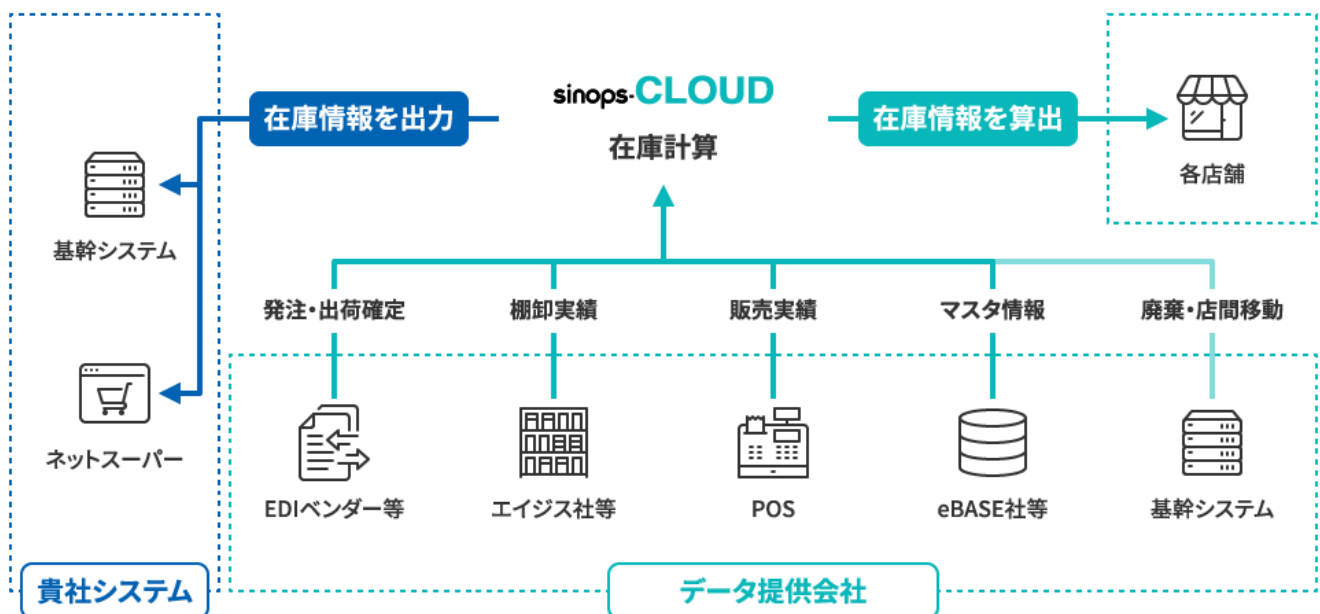 sinops-CLOUD
在庫計算
在庫情報を出力
在庫情報を算出
各店舗
基幹システム
ネットスーパー
貴社システム
発注・出荷確定
棚卸実績
販売実績
マスタ情報
廃棄・店間移動
EDIベンダー等
エイジス社等
POS
eBASE社等
基幹システム
データ提供会社